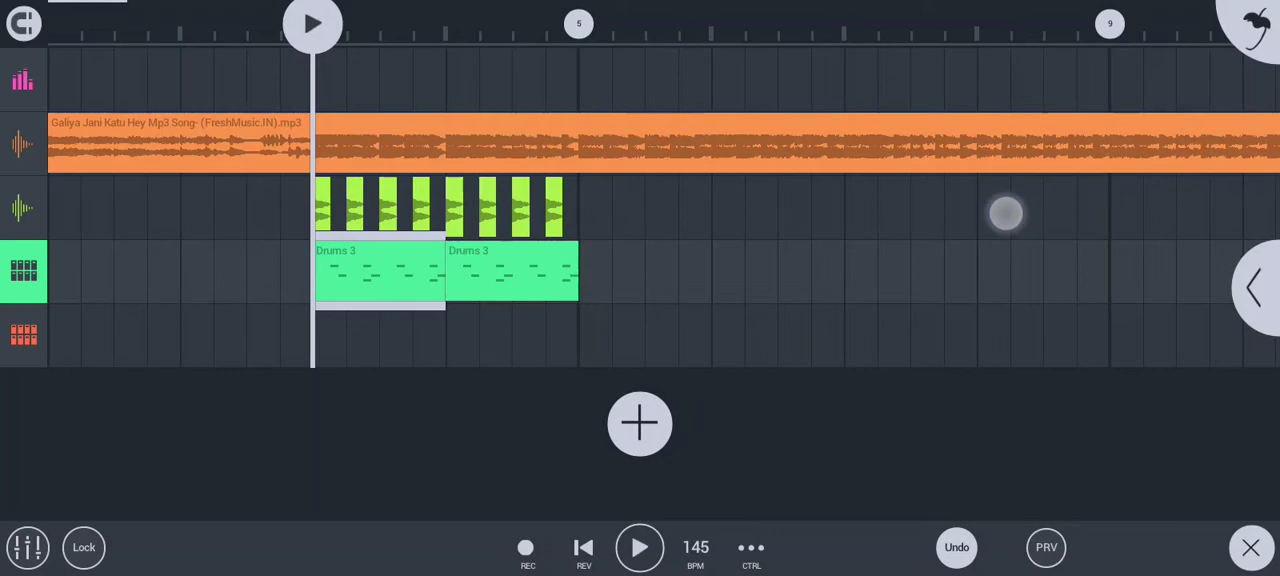 5
9
Galiya Jani Katu Hey Mp3 Song- (FreshMusic.IN).mp3
Drums 3
Drums 3
Lock
REC
REV
145
BPM
CTRL
Undo
PRV